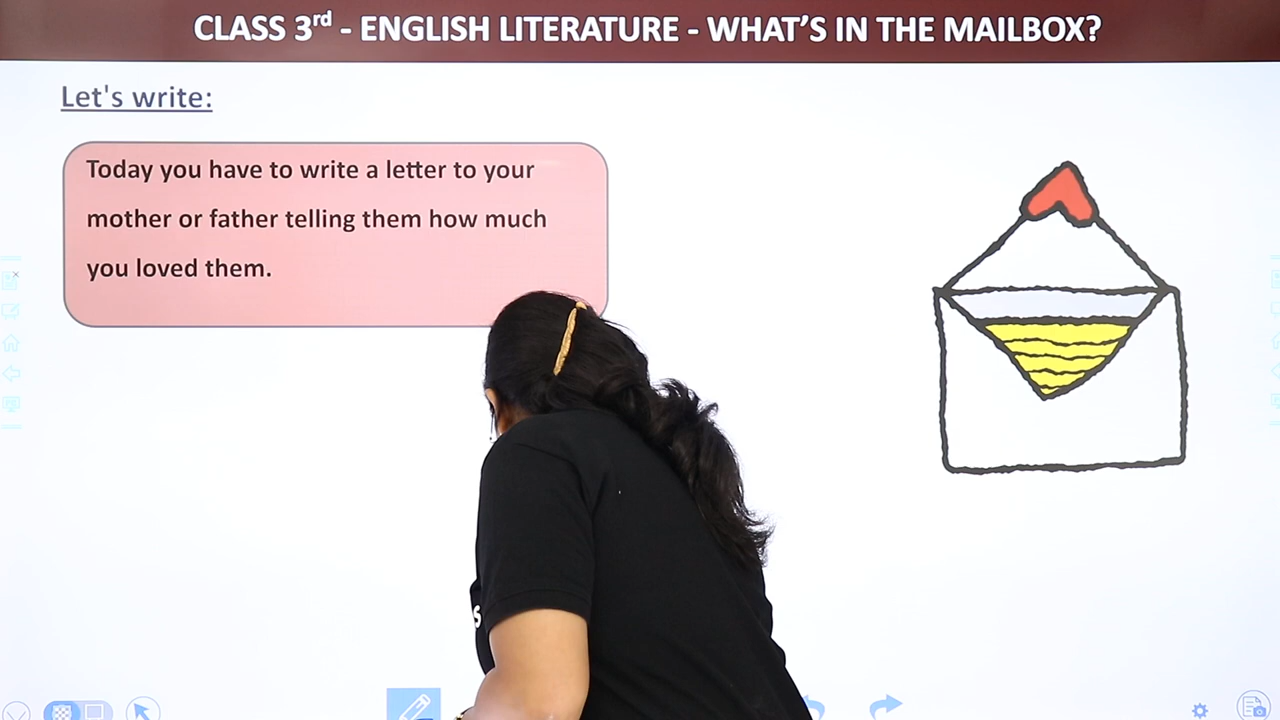 CLASS 3rd - ENGLISH LITERATURE - WHAT'S IN THE MAILBOX?
Let's write:
Today you have to write a letter to your
mother or father telling them how much
you loved them.